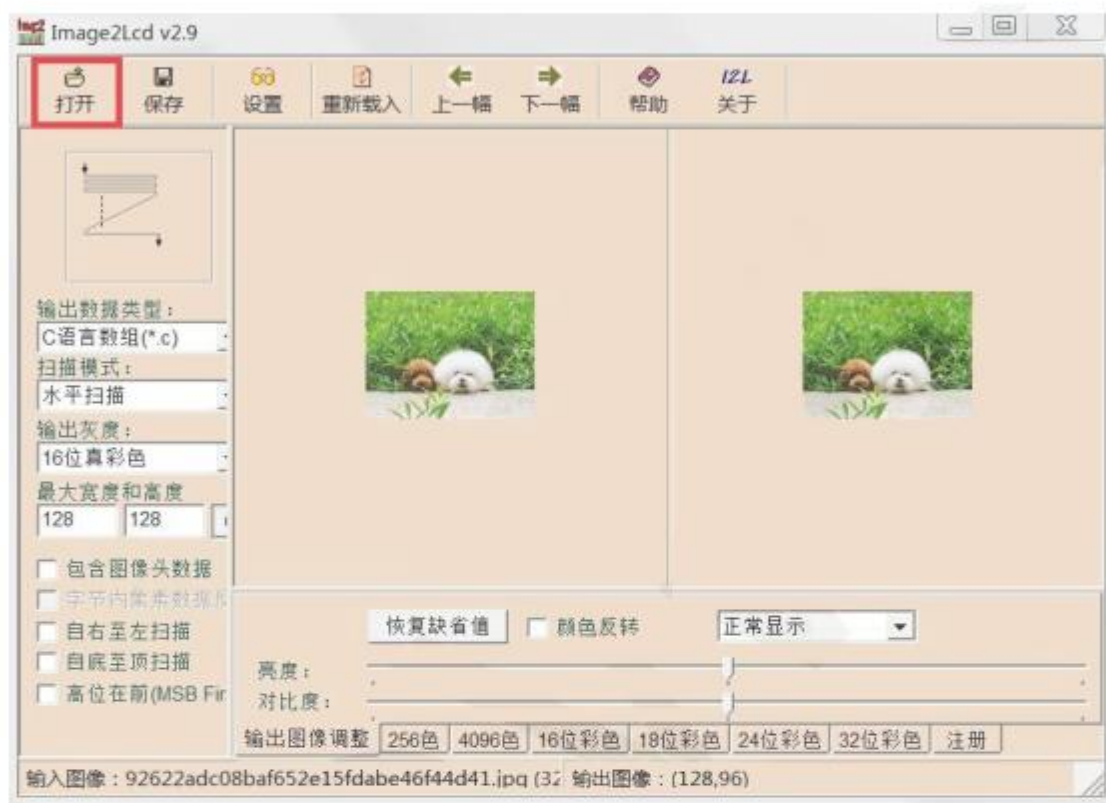 Image2Lcd v2.9
打开 保存 设置 重新载入 上一幅 下一幅 帮助 I2L 关于
输出数据类型：
C语言数组(*.c)
扫描模式：
水平扫描
输出灰度：
16位真彩色
最大宽度和高度
128 128
包含图像头数据
字节内象素数据
自右至左扫描
自底至顶扫描
高位在前(MSB Fir
恢复缺省值 颜色反转 正常显示
亮度：
对比度：
输出图像调整 256色 4096色 16位彩色 18位彩色 24位彩色 32位彩色 注册
输入图像：92622adc08baf652e15fdabe46f44d41.jpg (32 输出图像：(128,96)